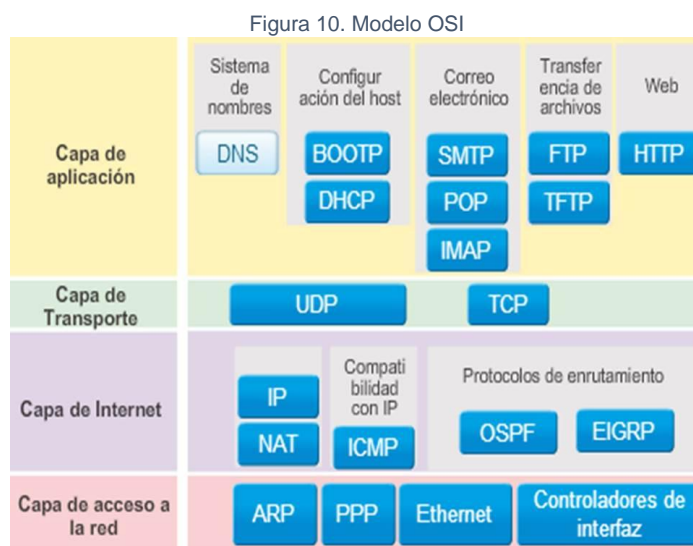 Figura 10. Modelo OSI
Capa de
aplicación
Sistema
de
nombres
DNS
Configur
ación del host
BOOTP
DHCP
Correo
electrónico
SMTP
POP
IMAP
Transfer
encia de
archivos
FTP
TFTP
Web
HTTP
Capa de
Transporte
UDP
TCP
Capa de Internet
IP
NAT
Compati
bilidad
con IP
ICMP
Protocolos de enrutamiento
OSPF
EIGRP
Capa de acceso a
la red
ARP
PPP
Ethernet
Controladores de
interfaz